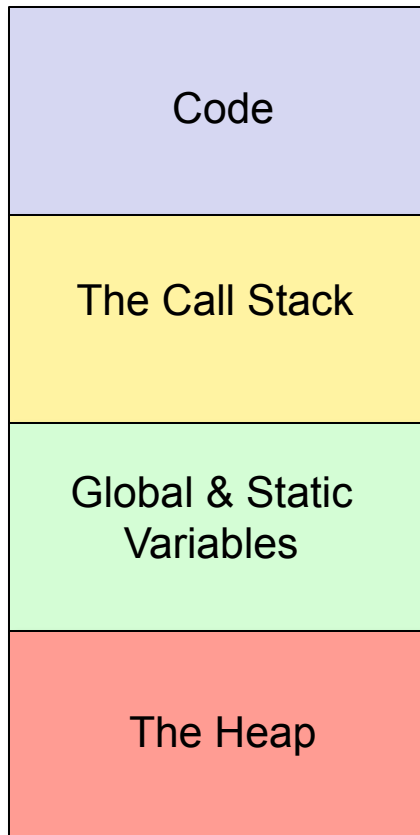 Code
The Call Stack
Global & Static
Variables
The Heap